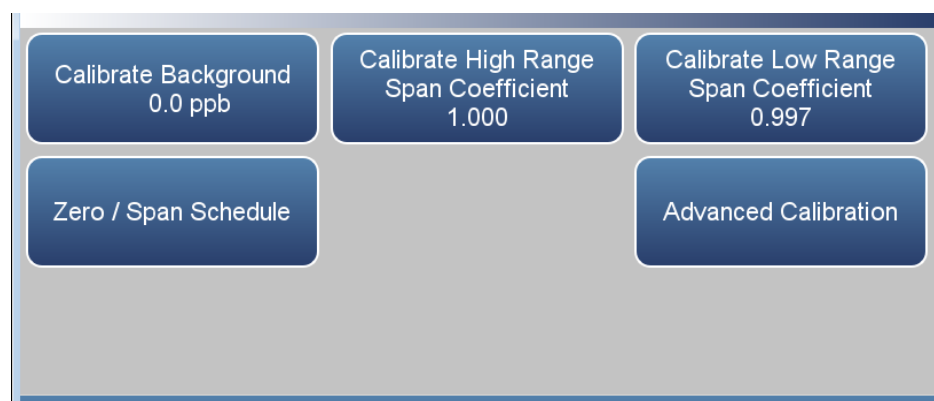 Calibrate Background
0.0 ppb
Calibrate High Range
Span Coefficient
1.000
Calibrate Low Range
Span Coefficient
0.997
Zero / Span Schedule
Advanced Calibration